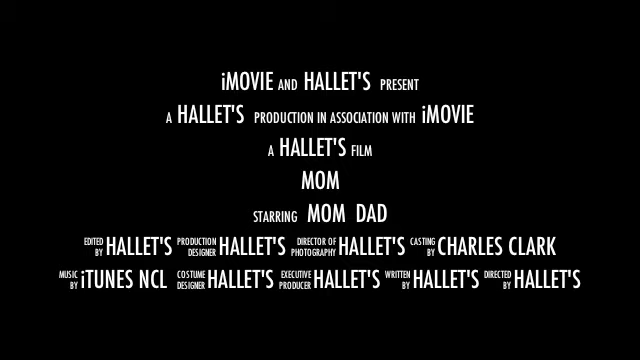 iMOVIE AND HALLET'S PRESENT
A HALLET'S PRODUCTION IN ASSOCIATION WITH iMOVIE
A HALLET'S FILM
MOM
STARRING MOM DAD
EDITED BY HALLET'S PRODUCTION DESIGNER HALLET'S DIRECTOR OF PHOTOGRAPHY HALLET'S CASTING BY CHARLES CLARK
MUSIC BY iTUNES NCL COSTUME DESIGNER HALLET'S EXECUTIVE PRODUCER HALLET'S WRITTEN BY HALLET'S DIRECTED BY HALLET'S